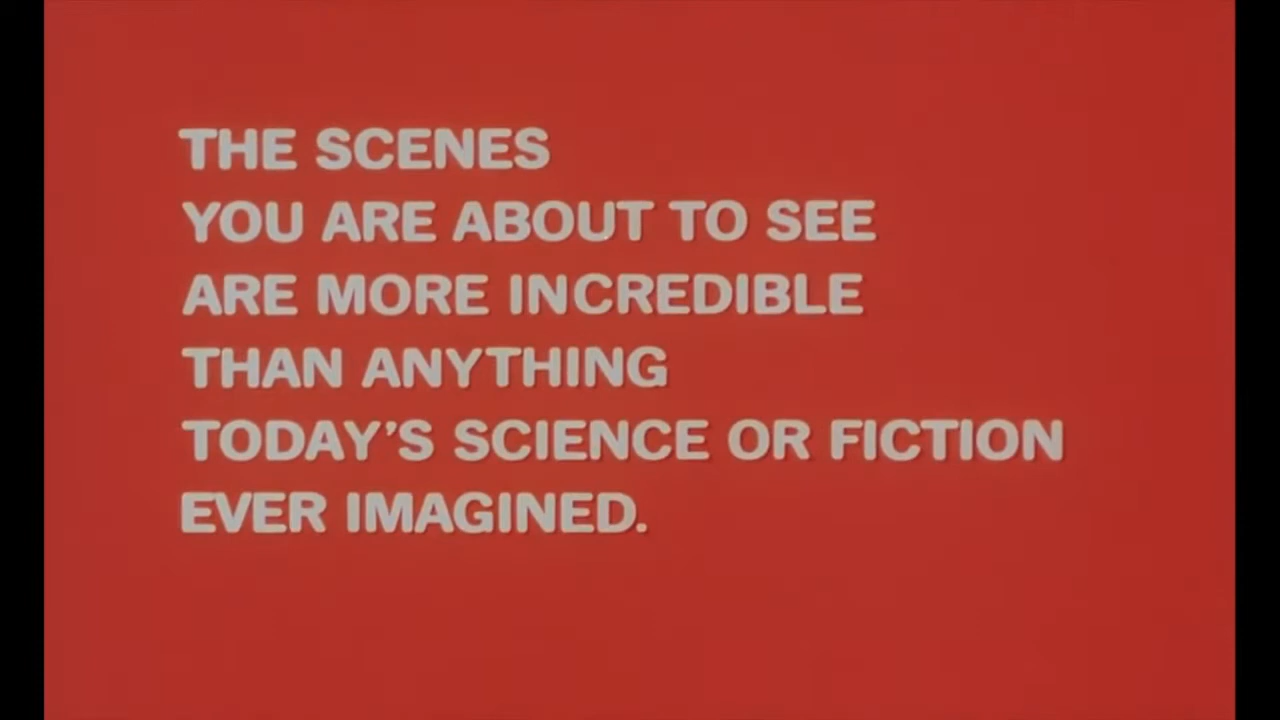 THE SCENES
YOU ARE ABOUT TO SEE
ARE MORE INCREDIBLE
THAN ANYTHING
TODAY'S SCIENCE OR FICTION
EVER IMAGINED.